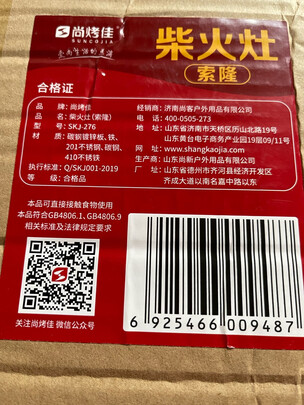 尚烤佳
SUNCOJIA
柴火灶
索隆
合格证
品牌:尚烤佳
品名:柴火灶(索隆)
型号:SKJ-276
材质:碳钢镀锌板、铁、
201不锈钢、碳钢、
410不锈铁
执行标准:Q/SKJ001-2019
等级:合格品
经销商:济南尚客户外用品有限公司
电话:400-0505-273
地址:山东省济南市天桥区历山北路19号
山东黄台电子商务产业园19层09/11号
网址:www.shangkaojia.com
生产商:山东尚新户外用品有限公司
厂址:山东省德州市齐河县经济开发区
齐成大道以南名嘉中路以东
本品可直接接触食物使用
本品符合GB4806.1、GB4806.9
相关标准及法律规定要求
关注尚烤佳 微信公众号
6 925466 009487